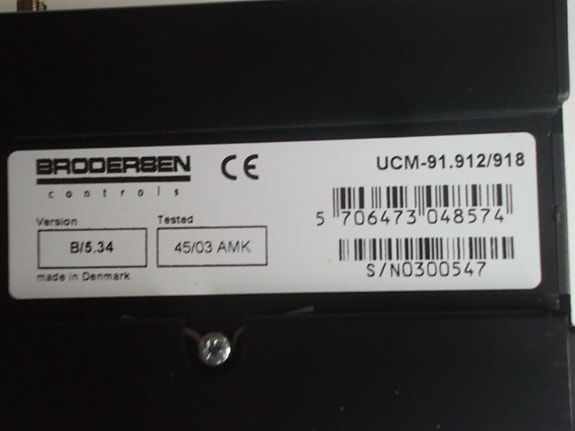 BRODERSEN CE
controls
UCM-91.912/918
5 706473 048574
S/N0300547
Version
B/5.34
Tested
45/03 AMK
made in Denmark